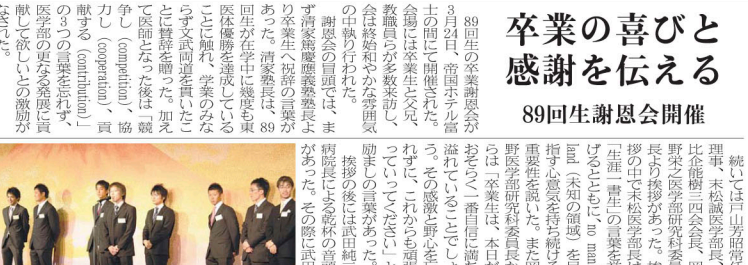 卒業の喜びと
感謝を伝える
89回生謝恩会開催
89回生の卒業謝恩会が
3月24日、帝国ホテル富
士の間にて開催された。
会場には卒業生と父兄、
教職員らが多数来訪し、
会は終始和やかな雰囲気
の中執り行われた。
謝恩会の冒頭では、ま
ず清家篤慶應義塾塾長よ
り卒業生へ祝辞の言葉が
あった。清家塾長は、89
回生が在学中に幾度も東
医体優勝を達成している
ことに触れ、学業のみな
らず文武両道を貫いたこ
とに賛辞を贈った。加え
て医師となった後は「競
争し（competition）、協
力し（cooperation）、貢
献する（contribution）」
の3つの言葉を忘れず、
医学部の更なる発展に貢
献して欲しいとの激励が
なされた。
続いては戸山芳昭常任
理事、末松誠医学部長、
比企能樹三四会会長、岡
野栄之医学部研究科委員
長より挨拶があった。挨
拶の中で末松医学部長は
「生涯一書生」の言葉を挙
げるとともに、no man's
land（未知の領域）を目
指す心意気を持ち続ける
重要性を説いた。また岡
野医学部研究科委員長か
らは「卒業生は、本日が
おそらく一番自信に満ち
溢れていることでしょ
う。その感激と野心を忘
れずに、これからも頑張
っていってください」と
励ましの言葉があった。
挨拶の後には武田純三
病院長による乾杯の音頭
があった。その際に武田